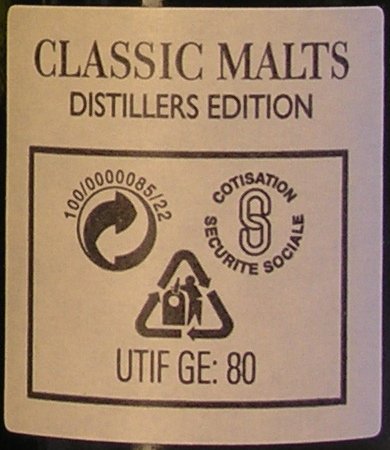 CLASSIC MALTS
DISTILLERS EDITION
100/0000085/22
COTISATION
SECURITE SOCIALE
UTIF GE: 80